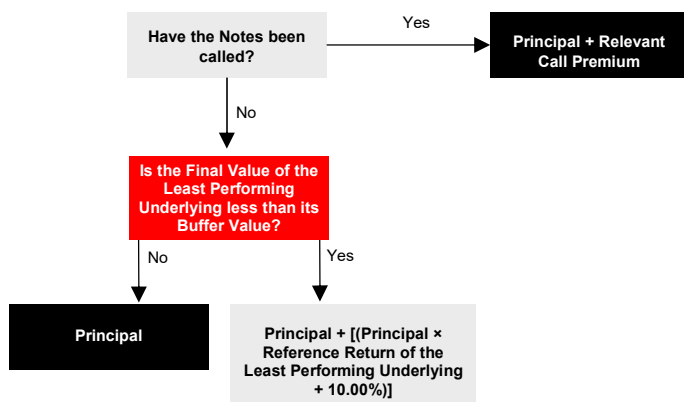 Have the Notes been
called?
Yes
Principal + Relevant
Call Premium
No
Is the Final Value of the
Least Performing
Underlying less than its
Buffer Value?
No
Yes
Principal
Principal + [(Principal ×
Reference Return of the
Least Performing Underlying
+ 10.00%)]